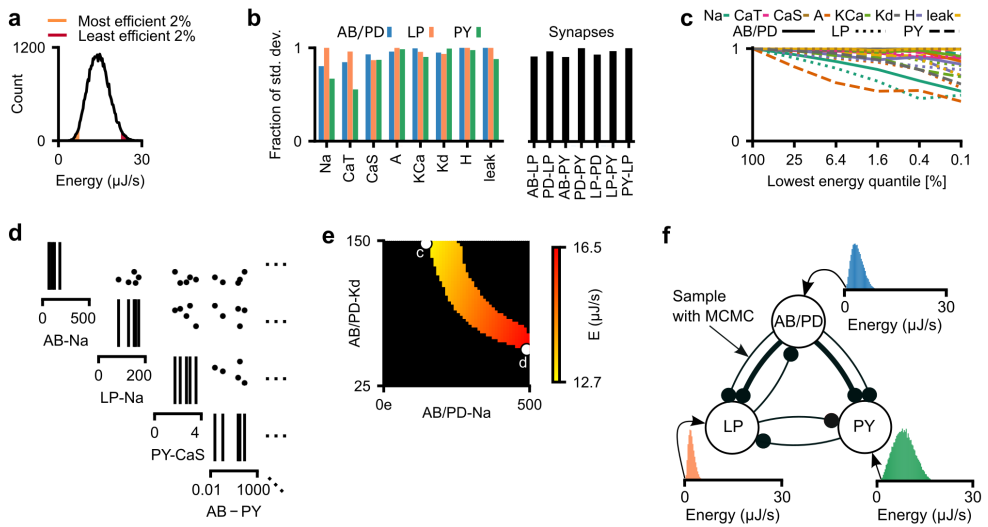 a
Most efficient 2%
Least efficient 2%
1200
Count
0
0
30
Energy (μJ/s)
b
AB/PD
LP
PY
Synapses
Fraction of std. dev.
1
0
Na
CaT
CaS
A
KCa
Kd
H
leak
1
0
AB-LP
PD-LP
AB-PY
PD-PY
LP-PD
LP-PY
PY-LP
c
Na
CaT
CaS
A
KCa
Kd
H
leak
AB/PD
LP
PY
1
0
100
25
6.4
1.6
0.4
0.1
Lowest energy quantile [%]
d
0
500
AB-Na
0
200
LP-Na
0
4
PY-CaS
0.01
1000
AB – PY
e
150
c
AB/PD-Kd
25
d
0e
500
AB/PD-Na
16.5
E (μJ/s)
12.7
f
Sample
with MCMC
AB/PD
0
30
Energy (μJ/s)
LP
PY
0
30
Energy (μJ/s)
0
30
Energy (μJ/s)